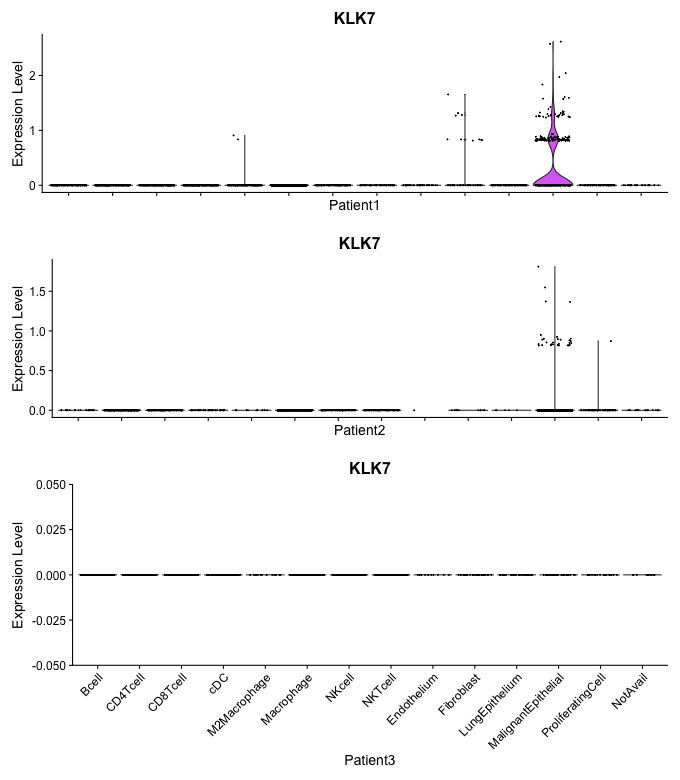 KLK7
Expression Level
2
1
0
Patient1
KLK7
Expression Level
1.5
1.0
0.5
0.0
Patient2
KLK7
Expression Level
0.050
0.025
0.000
-0.025
-0.050
Bcell
CD4Tcell
CD8Tcell
cDC
M2Macrophage
Macrophage
NKcell
NKTcell
Endothelium
Fibroblast
LungEpithelium
MalignantEpithelial
ProliferatingCell
NotAvail
Patient3